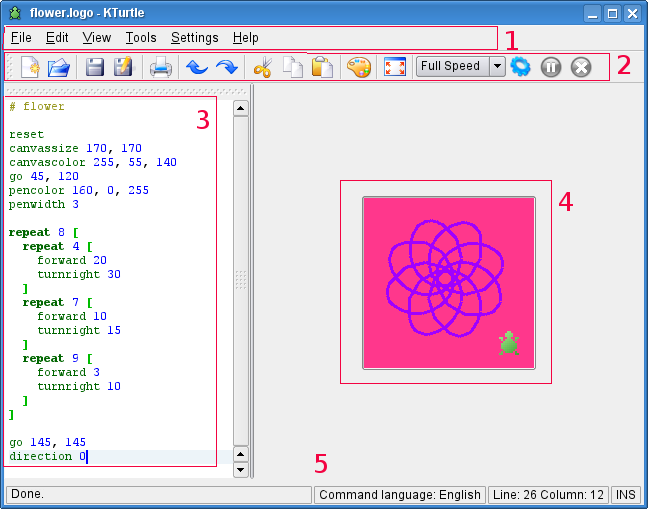 flower.logo - KTurtle
File Edit View Tools Settings Help
1
Full Speed
2
# flower
3
reset
canvassize 170, 170
canvascolor 255, 55, 140
go 45, 120
pencolor 160, 0, 255
penwidth 3
4
repeat 8 [
repeat 4 [
forward 20
turnright 30
]
repeat 7 [
forward 10
turnright 15
]
repeat 9 [
forward 3
turnright 10
]
]
go 145, 145
direction 0
5
Done.
Command language: English
Line: 26 Column: 12
INS